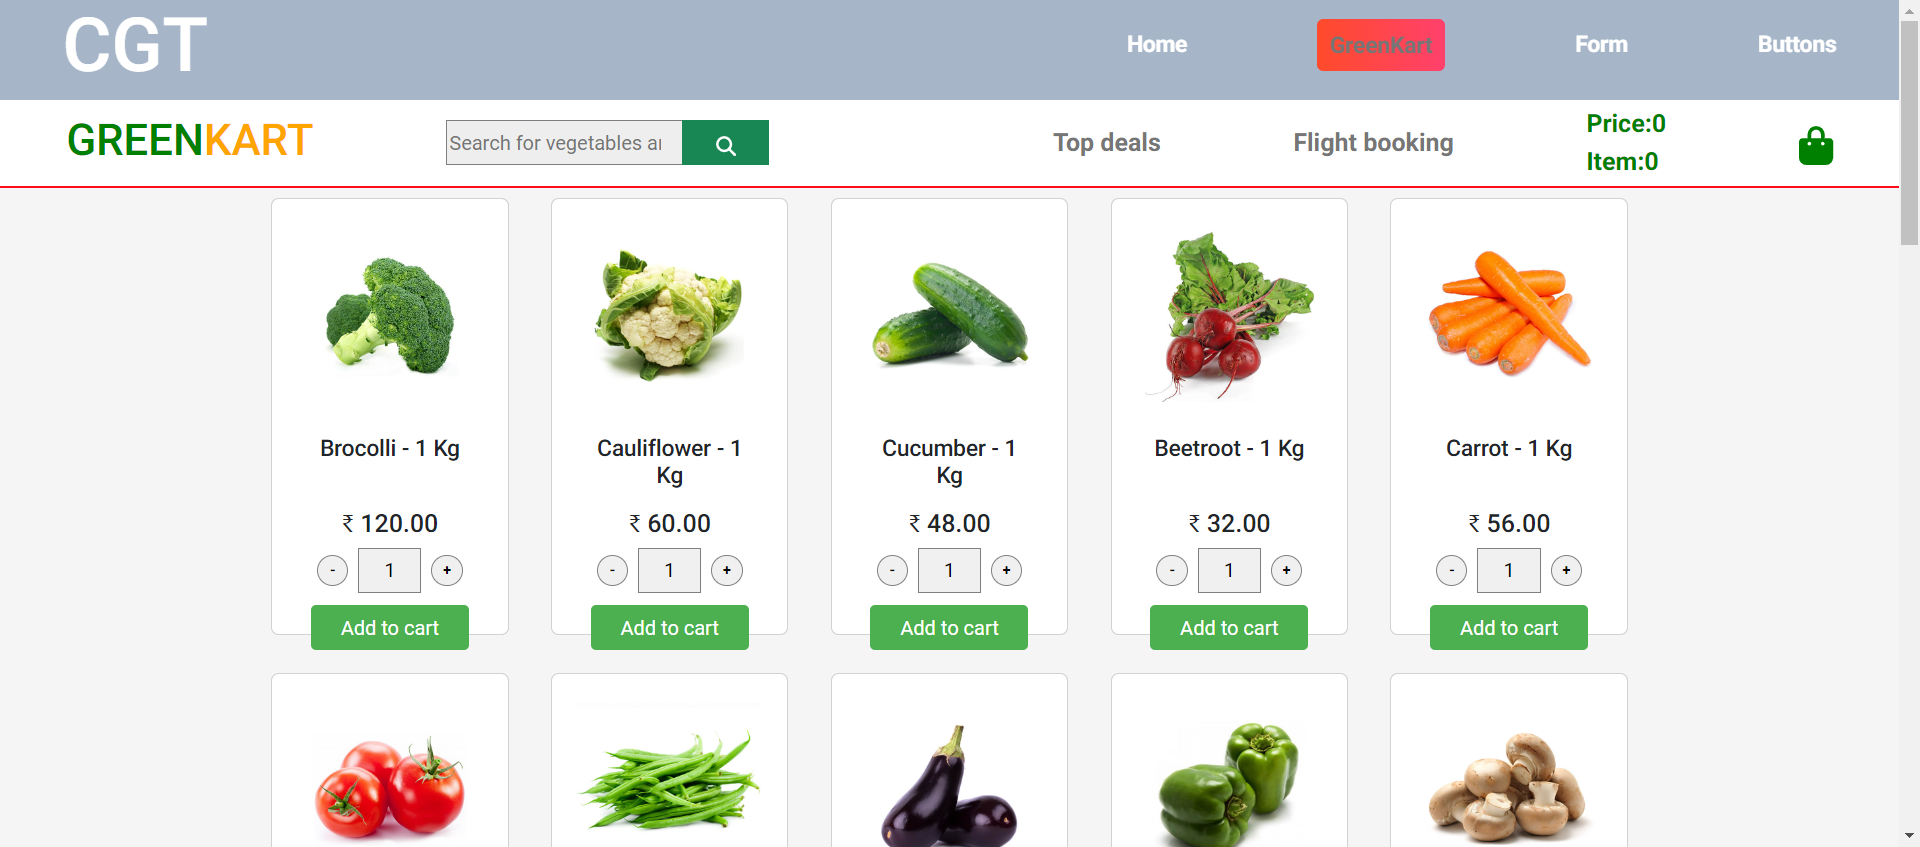 CGT
Home
GreenKart
Form
Buttons
GREENKART
Search for vegetables ar
Top deals
Flight booking
Price:0
Item:0
Brocolli - 1 Kg
₹ 120.00
- 1 +
Add to cart
Cauliflower - 1
Kg
₹ 60.00
- 1 +
Add to cart
Cucumber - 1
Kg
₹ 48.00
- 1 +
Add to cart
Beetroot - 1 Kg
₹ 32.00
- 1 +
Add to cart
Carrot - 1 Kg
₹ 56.00
- 1 +
Add to cart